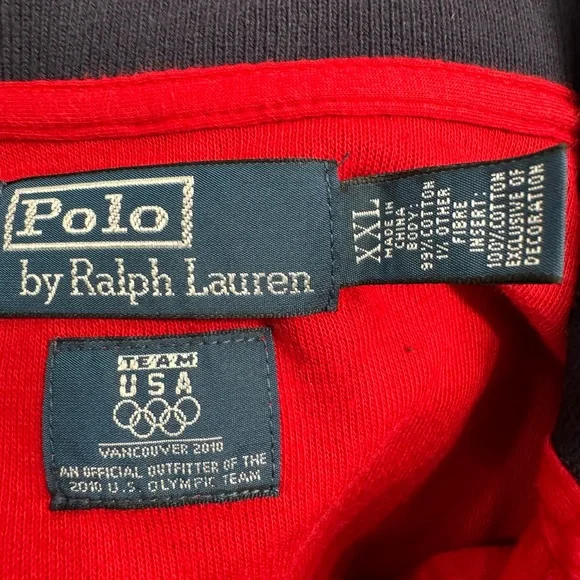 Polo
by Ralph Lauren
XXL
MADE IN
CHINA
BODY:
99% COTTON
1% OTHER
FIBRE
INSERT:
100% COTTON
EXCLUSIVE OF
DECORATION
TEAM
USA
VANCOUVER 2010
AN OFFICIAL OUTFITTER OF THE
2010 U.S. OLYMPIC TEAM